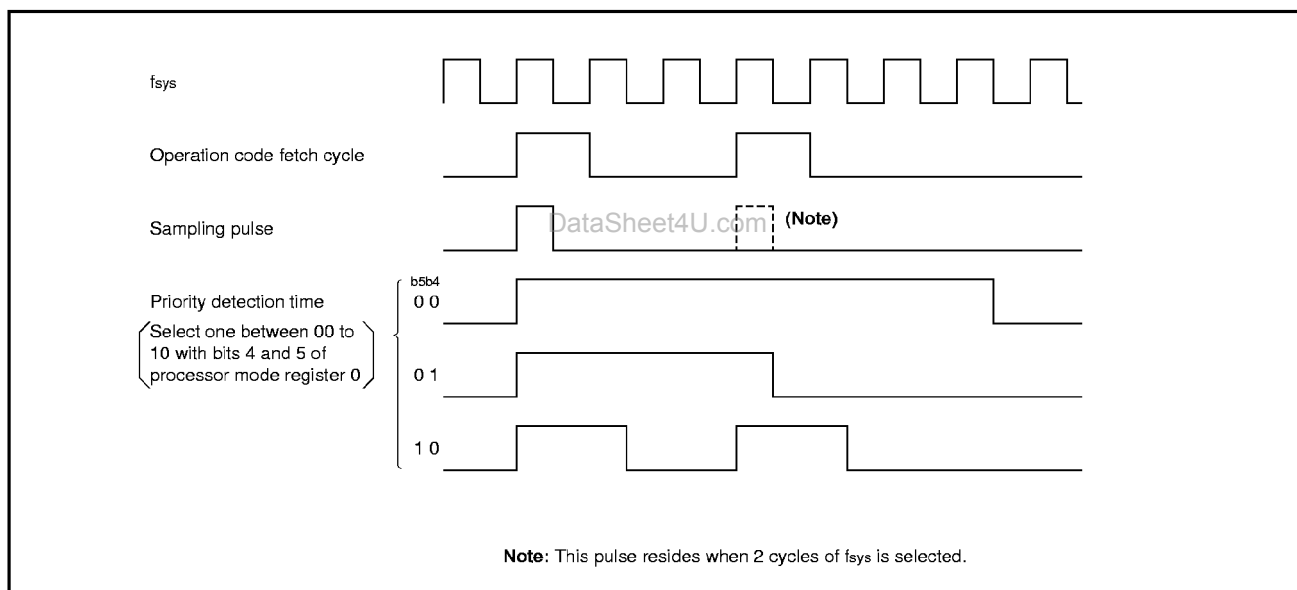 fsys
Operation code fetch cycle
Sampling pulse
DataSheet4U.com
(Note)
Priority detection time
Select one between 00 to
10 with bits 4 and 5 of
processor mode register 0
b5b4
0 0
0 1
1 0
Note: This pulse resides when 2 cycles of fsys is selected.